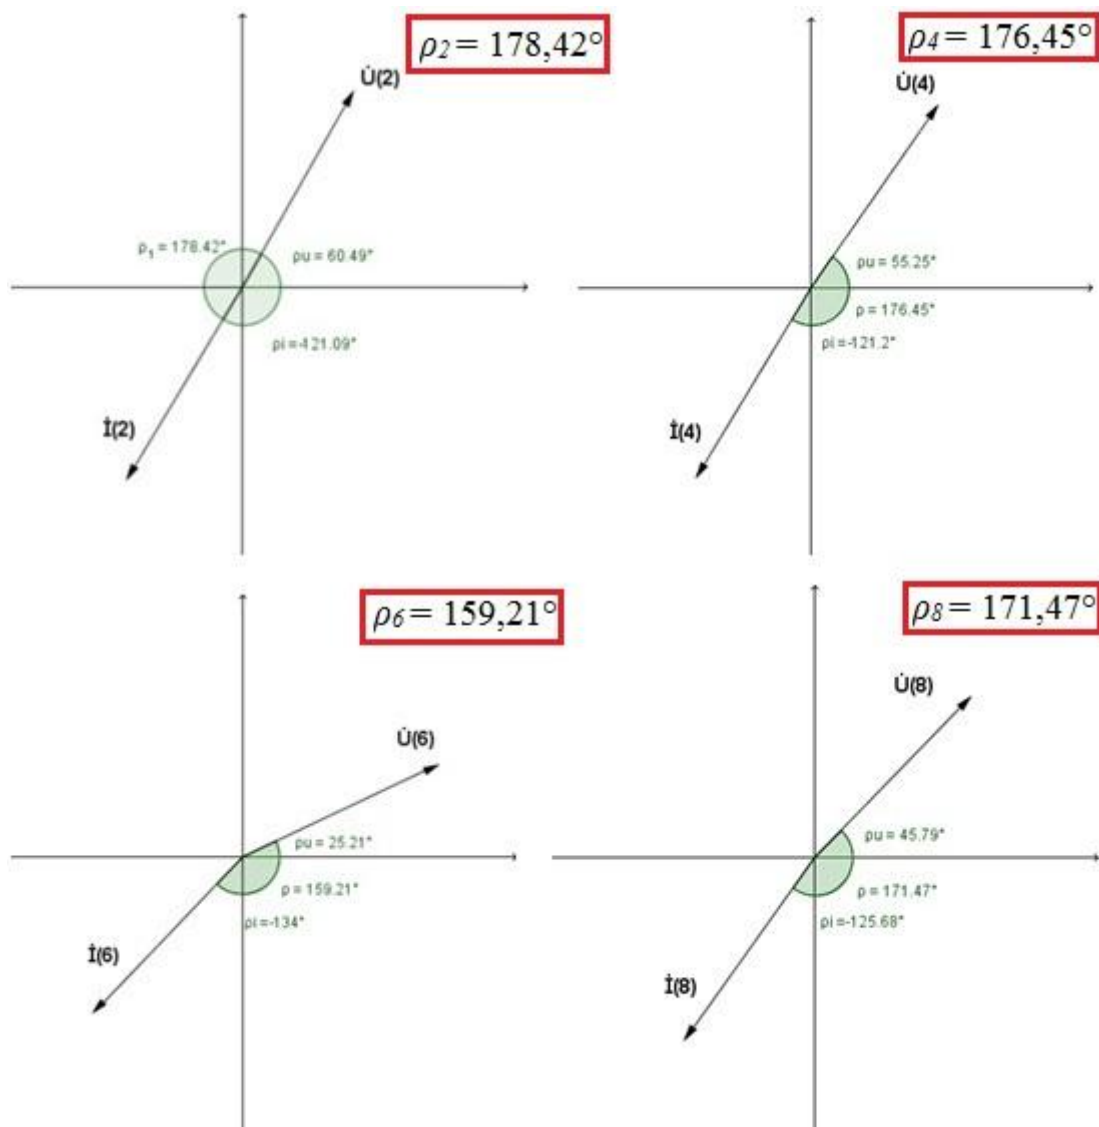 ρ2 = 178,42°
U̇(2)
ρ₁ = 178.42°
ρu = 60.49°
ρi =-121.09°
İ(2)
ρ4 = 176,45°
U̇(4)
ρu = 55.25°
ρ = 176.45°
ρi =-121.2°
İ(4)
ρ6 = 159,21°
U̇(6)
ρu = 25.21°
ρ = 159.21°
ρi =-134°
İ(6)
ρ8 = 171,47°
U̇(8)
ρu = 45.79°
ρ = 171.47°
ρi =-125.68°
İ(8)